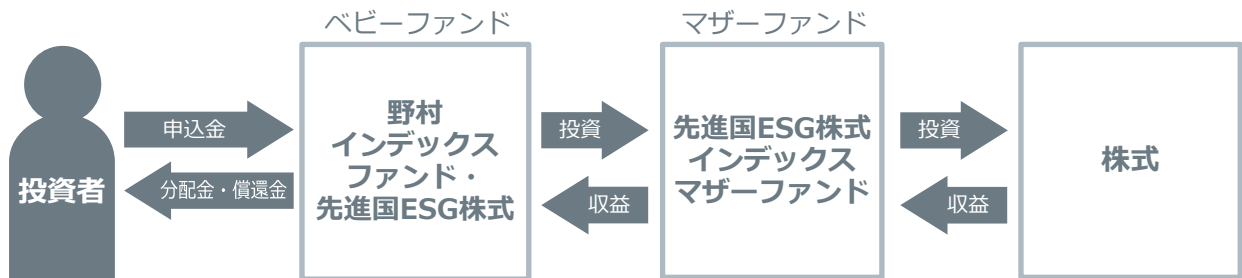 ベビーファンド
マザーファンド
投資者
申込金
分配金・償還金
野村
インデックス
ファンド・
先進国ESG株式
投資
収益
先進国ESG株式
インデックス
マザーファンド
投資
収益
株式